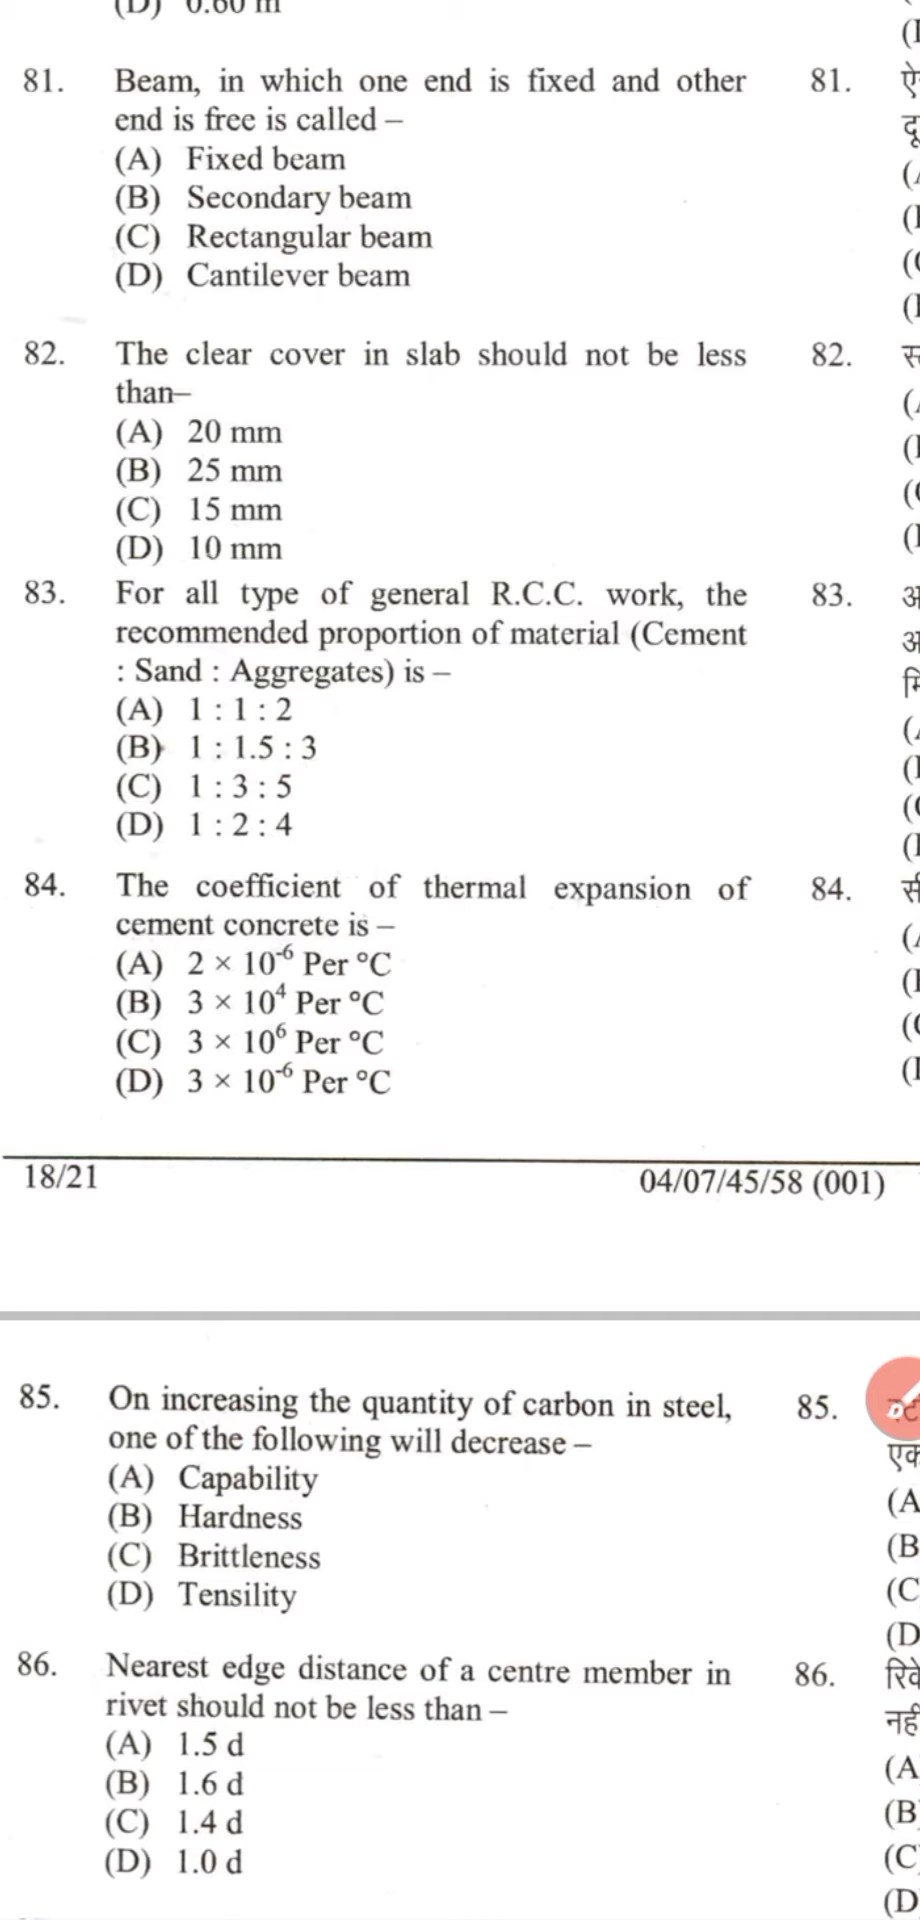 (D) 0.60 m
81. Beam, in which one end is fixed and other
end is free is called –
(A) Fixed beam
(B) Secondary beam
(C) Rectangular beam
(D) Cantilever beam
82. The clear cover in slab should not be less
than–
(A) 20 mm
(B) 25 mm
(C) 15 mm
(D) 10 mm
83. For all type of general R.C.C. work, the
recommended proportion of material (Cement
: Sand : Aggregates) is –
(A) 1 : 1 : 2
(B) 1 : 1.5 : 3
(C) 1 : 3 : 5
(D) 1 : 2 : 4
84. The coefficient of thermal expansion of
cement concrete is –
(A) 2 × 10⁻⁶ Per °C
(B) 3 × 10⁴ Per °C
(C) 3 × 10⁶ Per °C
(D) 3 × 10⁻⁶ Per °C
18/21 04/07/45/58 (001)
85. On increasing the quantity of carbon in steel,
one of the following will decrease –
(A) Capability
(B) Hardness
(C) Brittleness
(D) Tensility
86. Nearest edge distance of a centre member in
rivet should not be less than –
(A) 1.5 d
(B) 1.6 d
(C) 1.4 d
(D) 1.0 d
81.
82.
83.
84.
85.
एक
(A
(B
(C
(D
86.
नहीं
(A
(B
(C
(D